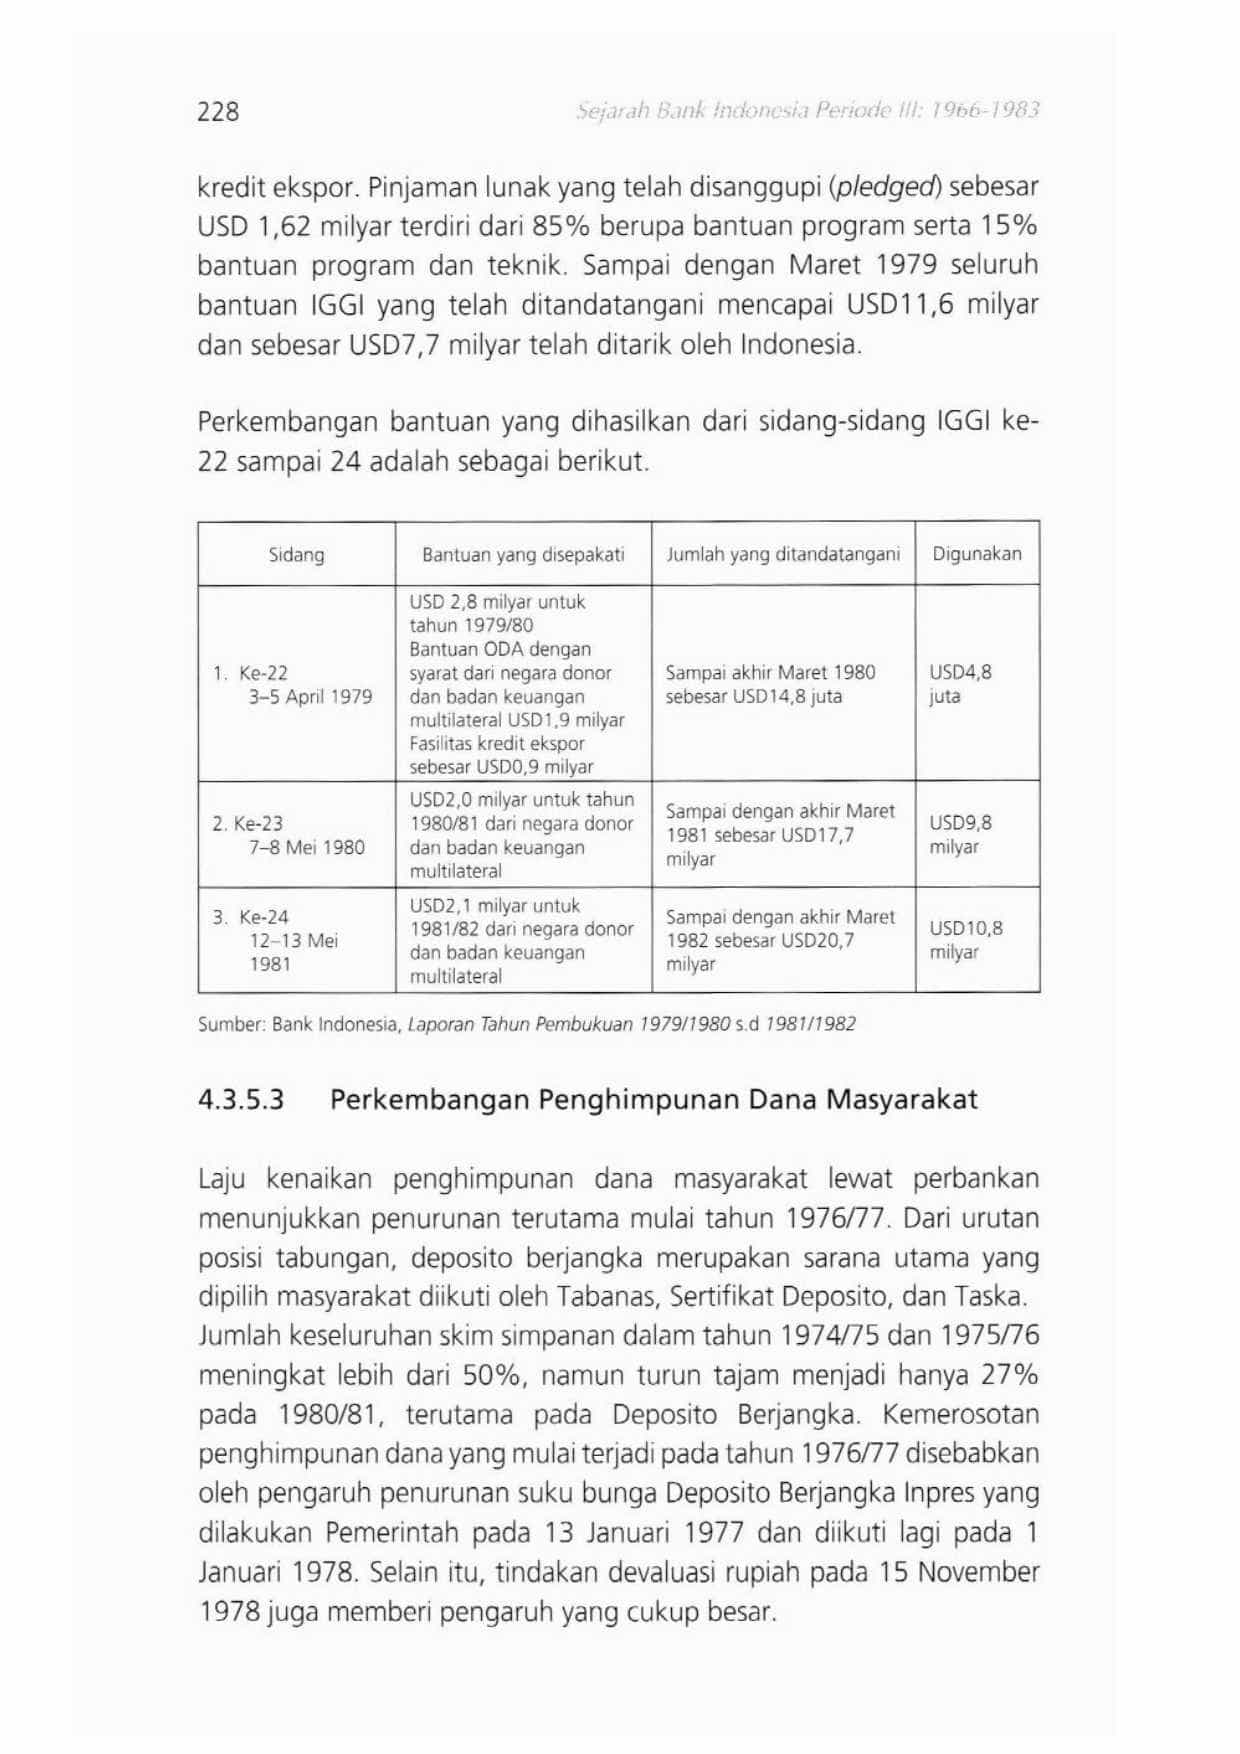 228
Sejarah Bank Indonesia Periode III: 1966-1983
kredit ekspor. Pinjaman lunak yang telah disanggupi (pledged) sebesar
USD 1,62 milyar terdiri dari 85% berupa bantuan program serta 15%
bantuan program dan teknik. Sampai dengan Maret 1979 seluruh
bantuan IGGI yang telah ditandatangani mencapai USD11,6 milyar
dan sebesar USD7,7 milyar telah ditarik oleh Indonesia.
Perkembangan bantuan yang dihasilkan dari sidang-sidang IGGI ke-
22 sampai 24 adalah sebagai berikut.
Sidang
Bantuan yang disepakati
Jumlah yang ditandatangani
Digunakan
1. Ke-22
3–5 April 1979
USD 2,8 milyar untuk
tahun 1979/80
Bantuan ODA dengan
syarat dari negara donor
dan badan keuangan
multilateral USD1,9 milyar
Fasilitas kredit ekspor
sebesar USD0,9 milyar
Sampai akhir Maret 1980
sebesar USD14,8 juta
USD4,8
juta
2. Ke-23
7–8 Mei 1980
USD2,0 milyar untuk tahun
1980/81 dari negara donor
dan badan keuangan
multilateral
Sampai dengan akhir Maret
1981 sebesar USD17,7
milyar
USD9,8
milyar
3. Ke-24
12–13 Mei
1981
USD2,1 milyar untuk
1981/82 dari negara donor
dan badan keuangan
multilateral
Sampai dengan akhir Maret
1982 sebesar USD20,7
milyar
USD10,8
milyar
Sumber: Bank Indonesia, Laporan Tahun Pembukuan 1979/1980 s.d 1981/1982
4.3.5.3 Perkembangan Penghimpunan Dana Masyarakat
Laju kenaikan penghimpunan dana masyarakat lewat perbankan
menunjukkan penurunan terutama mulai tahun 1976/77. Dari urutan
posisi tabungan, deposito berjangka merupakan sarana utama yang
dipilih masyarakat diikuti oleh Tabanas, Sertifikat Deposito, dan Taska.
Jumlah keseluruhan skim simpanan dalam tahun 1974/75 dan 1975/76
meningkat lebih dari 50%, namun turun tajam menjadi hanya 27%
pada 1980/81, terutama pada Deposito Berjangka. Kemerosotan
penghimpunan dana yang mulai terjadi pada tahun 1976/77 disebabkan
oleh pengaruh penurunan suku bunga Deposito Berjangka Inpres yang
dilakukan Pemerintah pada 13 Januari 1977 dan diikuti lagi pada 1
Januari 1978. Selain itu, tindakan devaluasi rupiah pada 15 November
1978 juga memberi pengaruh yang cukup besar.